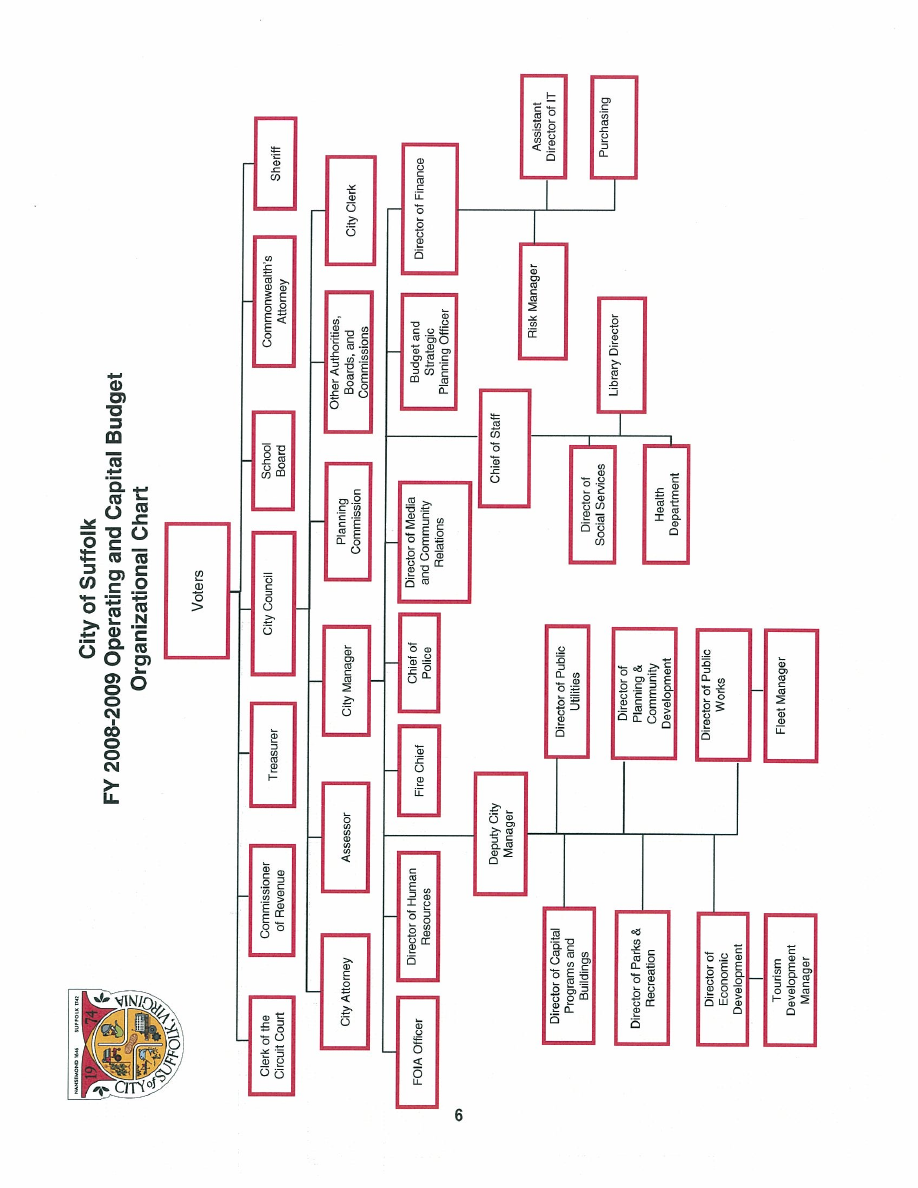 City of Suffolk
FY 2008-2009 Operating and Capital Budget
Organizational Chart
NANSEMOND 1646
SUFFOLK 1742
19
74
CITY of SUFFOLK, VIRGINIA
Voters
Clerk of the
Circuit Court
Commissioner
of Revenue
Treasurer
City Council
School
Board
Commonwealth's
Attorney
Sheriff
City Attorney
Assessor
City Manager
Planning
Commission
Other Authorities,
Boards, and
Commissions
City Clerk
FOIA Officer
Director of Human
Resources
Fire Chief
Chief of
Police
Director of Media
and Community
Relations
Budget and
Strategic
Planning Officer
Director of Finance
Deputy City
Manager
Chief of Staff
Director of Capital
Programs and
Buildings
Director of Public
Utilities
Director of Parks &
Recreation
Director of
Planning &
Community
Development
Director of
Economic
Development
Director of Public
Works
Tourism
Development
Manager
Fleet Manager
Director of
Social Services
Library Director
Health
Department
Risk Manager
Assistant
Director of IT
Purchasing
6